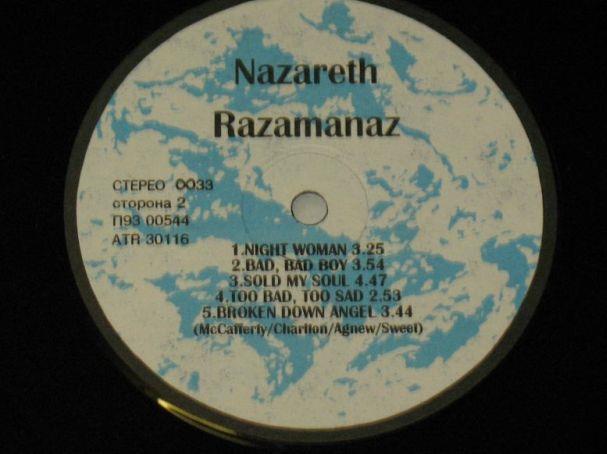 Nazareth
Razamanaz
СТЕРЕО 0033
сторона 2
П93 00544
ATR 30116
1.NIGHT WOMAN 3.25
2.BAD, BAD BOY 3.54
3.SOLD MY SOUL 4.47
4.TOO BAD, TOO SAD 2.53
5.BROKEN DOWN ANGEL 3.44
(McCafferty/Charlton/Agnew/Sweet)